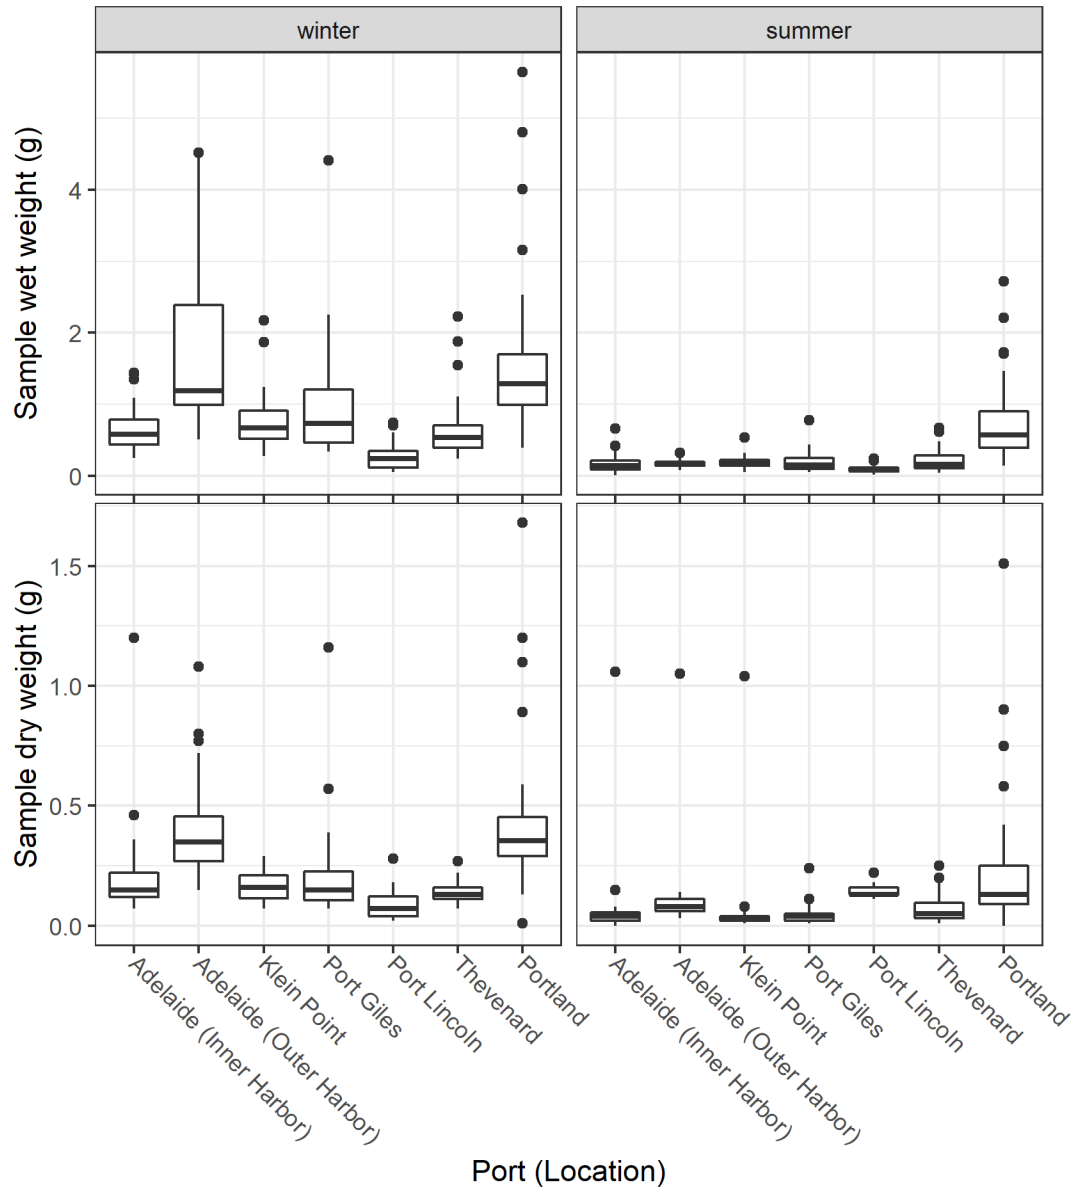 winter
summer
Sample wet weight (g)
4
2
0
Sample dry weight (g)
1.5
1.0
0.5
0.0
Adelaide (Inner Harbor)
Adelaide (Outer Harbor)
Klein Point
Port Giles
Port Lincoln
Thevenard
Portland
Adelaide (Inner Harbor)
Adelaide (Outer Harbor)
Klein Point
Port Giles
Port Lincoln
Thevenard
Portland
Port (Location)